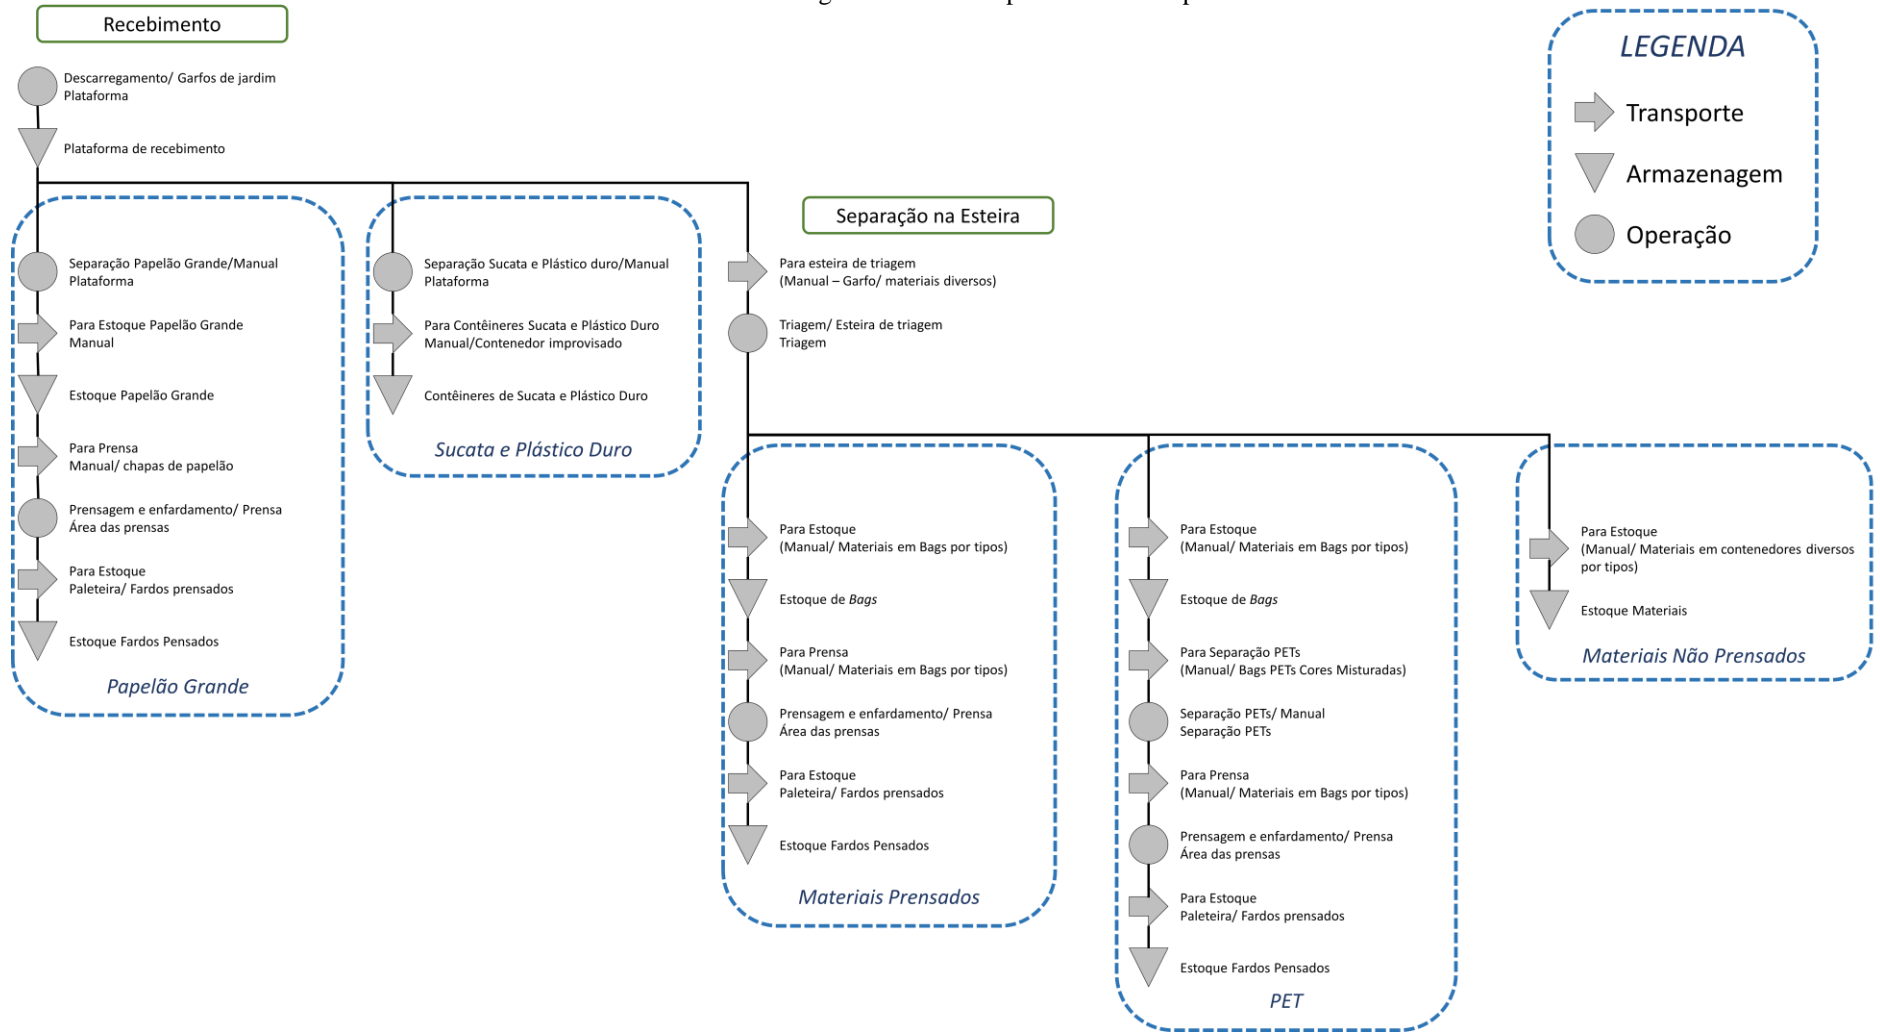 Recebimento
Descarregamento/ Garfos de jardim
Plataforma
Plataforma de recebimento
Separação Papelão Grande/Manual
Plataforma
Para Estoque Papelão Grande
Manual
Estoque Papelão Grande
Para Prensa
Manual/ chapas de papelão
Prensagem e enfardamento/ Prensa
Área das prensas
Para Estoque
Paleteira/ Fardos prensados
Estoque Fardos Pensados
Papelão Grande
Separação Sucata e Plástico duro/Manual
Plataforma
Para Contêineres Sucata e Plástico Duro
Manual/Contenedor improvisado
Contêineres de Sucata e Plástico Duro
Sucata e Plástico Duro
Separação na Esteira
Para esteira de triagem
(Manual – Garfo/ materiais diversos)
Triagem/ Esteira de triagem
Triagem
Para Estoque
(Manual/ Materiais em Bags por tipos)
Estoque de Bags
Para Prensa
(Manual/ Materiais em Bags por tipos)
Prensagem e enfardamento/ Prensa
Área das prensas
Para Estoque
Paleteira/ Fardos prensados
Estoque Fardos Pensados
Materiais Prensados
Para Estoque
(Manual/ Materiais em Bags por tipos)
Estoque de Bags
Para Separação PETs
(Manual/ Bags PETs Cores Misturadas)
Separação PETs/ Manual
Separação PETs
Para Prensa
(Manual/ Materiais em Bags por tipos)
Prensagem e enfardamento/ Prensa
Área das prensas
Para Estoque
Paleteira/ Fardos prensados
Estoque Fardos Pensados
PET
Para Estoque
(Manual/ Materiais em contenedores diversos
por tipos)
Estoque Materiais
Materiais Não Prensados
LEGENDA
Transporte
Armazenagem
Operação